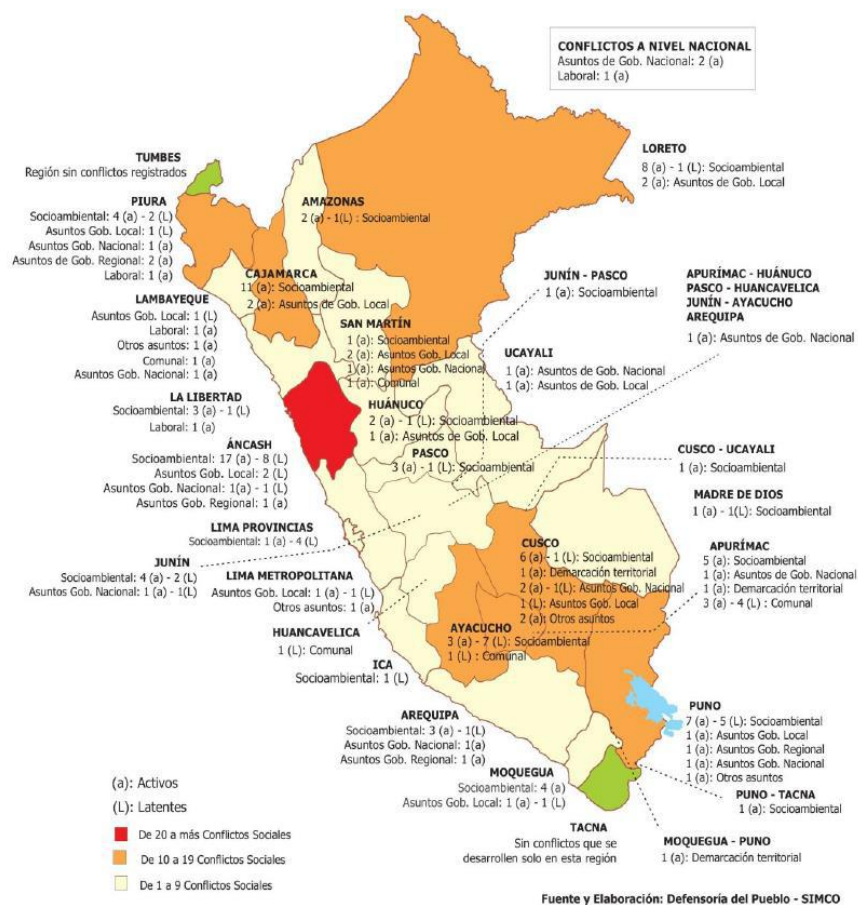 CONFLICTOS A NIVEL NACIONAL
Asuntos de Gob. Nacional: 2 (a)
Laboral: 1 (a)
TUMBES
Región sin conflictos registrados
PIURA
Socioambiental: 4 (a) - 2 (L)
Asuntos Gob. Local: 1 (L)
Asuntos Gob. Nacional: 1 (a)
Asuntos de Gob. Regional: 2 (a)
Laboral: 1 (a)
LAMBAYEQUE
Asuntos Gob. Local: 1 (L)
Laboral: 1 (a)
Otros asuntos: 1 (a)
Comunal: 1 (a)
Asuntos Gob. Nacional: 1 (a)
LA LIBERTAD
Socioambiental: 3 (a) - 1 (L)
Laboral: 1 (a)
ÁNCASH
Socioambiental: 17 (a) - 8 (L)
Asuntos Gob. Local: 2 (L)
Asuntos Gob. Nacional: 1(a) - 1 (L)
Asuntos Gob. Regional: 1 (a)
LIMA PROVINCIAS
Socioambiental: 1 (a) - 4 (L)
JUNÍN
Socioambiental: 4 (a) - 2 (L)
Asuntos Gob. Nacional: 1 (a) - 1(L)
LIMA METROPOLITANA
Asuntos Gob. Local: 1 (a) - 1 (L)
Otros asuntos: 1 (a)
HUANCAVELICA
1 (L): Comunal
ICA
Socioambiental: 1 (L)
AREQUIPA
Socioambiental: 3 (a) - 1(L)
Asuntos Gob. Nacional: 1(a)
Asuntos Gob. Regional: 1 (a)
MOQUEGUA
Socioambiental: 4 (a)
Asuntos Gob. Local: 1 (a) - 1 (L)
TACNA
Sin conflictos que se
desarrollen solo en esta región
AMAZONAS
2 (a) - 1(L) : Socioambiental
CAJAMARCA
11 (a): Socioambiental
2 (a): Asuntos de Gob. Local
SAN MARTÍN
1 (a): Socioambiental
2 (a): Asuntos Gob. Local
1(a): Asuntos Gob. Nacional
1 (a): Comunal
HUÁNUCO
2 (a) - 1 (L): Socioambiental
1 (a): Asuntos de Gob. Local
PASCO
3 (a) - 1 (L): Socioambiental
LORETO
8 (a) - 1 (L): Socioambiental
2 (a): Asuntos de Gob. Local
JUNÍN - PASCO
1 (a): Socioambiental
APURÍMAC - HUÁNUCO
PASCO - HUANCAVELICA
JUNÍN - AYACUCHO
AREQUIPA
1 (a): Asuntos de Gob. Nacional
UCAYALI
1 (a): Asuntos de Gob. Nacional
1 (a): Asuntos de Gob. Local
CUSCO - UCAYALI
1 (a): Socioambiental
MADRE DE DIOS
1 (a) - 1(L): Socioambiental
CUSCO
6 (a) - 1 (L): Socioambiental
1 (a): Demarcación territorial
2 (a) - 1(L): Asuntos Gob. Nacional
1 (L): Asuntos Gob. Local
2 (a): Otros asuntos
APURÍMAC
5 (a): Socioambiental
1 (a): Asuntos de Gob. Nacional
1 (a): Demarcación territorial
3 (a) - 4 (L) : Comunal
AYACUCHO
3 (a) - 7 (L): Socioambiental
1 (L) : Comunal
PUNO
7 (a) - 5 (L): Socioambiental
1 (a): Asuntos Gob. Local
1 (a): Asuntos Gob. Regional
1 (a): Asuntos Gob. Nacional
1 (a): Otros asuntos
PUNO - TACNA
1 (a): Socioambiental
MOQUEGUA - PUNO
1 (a): Demarcación territorial
(a): Activos
(L): Latentes
De 20 a más Conflictos Sociales
De 10 a 19 Conflictos Sociales
De 1 a 9 Conflictos Sociales
Fuente y Elaboración: Defensoría del Pueblo - SIMCO